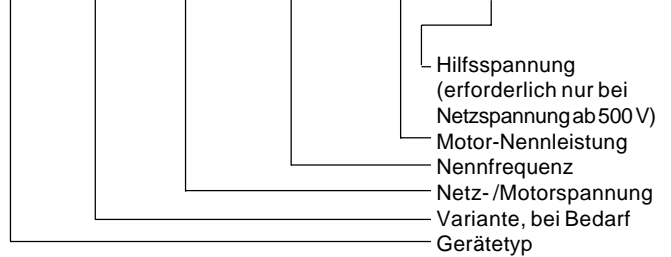 Hilfsspannung
(erforderlich nur bei
Netzspannung ab 500 V)
Motor-Nennleistung
Nennfrequenz
Netz- /Motorspannung
Variante, bei Bedarf
Gerätetyp